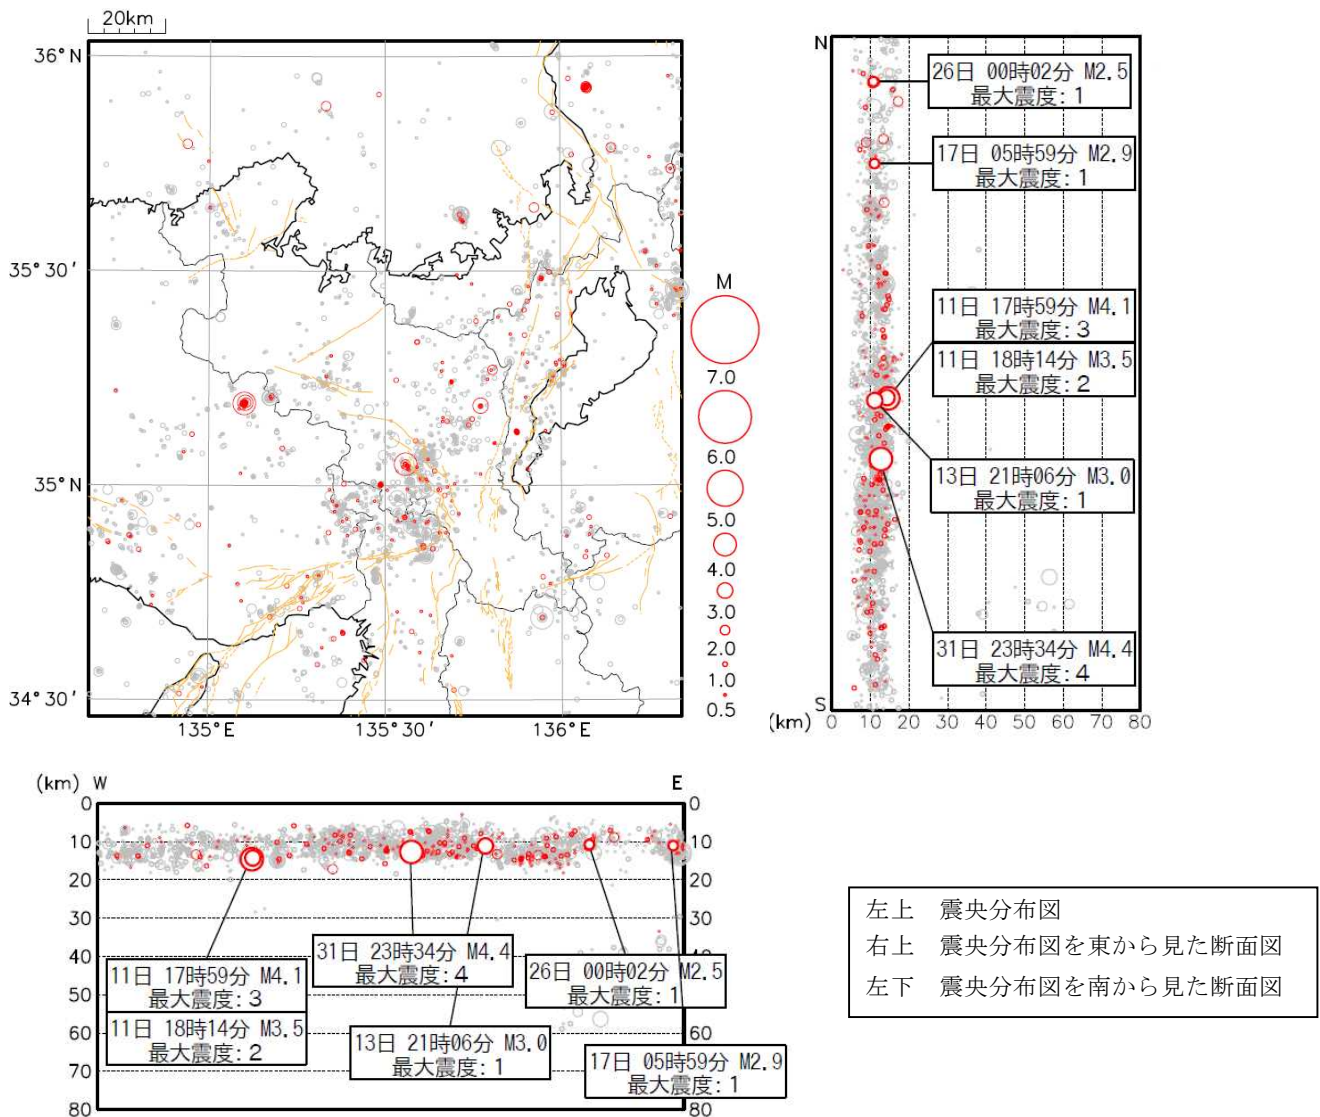 20km
36°N
35°30′
35°N
34°30′
135°E
135°30′
136°E
M
7.0
6.0
5.0
4.0
3.0
2.0
1.0
0.5
N
26日 00時02分 M2.5
最大震度:1
17日 05時59分 M2.9
最大震度:1
11日 17時59分 M4.1
最大震度:3
11日 18時14分 M3.5
最大震度:2
13日 21時06分 M3.0
最大震度:1
31日 23時34分 M4.4
最大震度:4
S
(km) 0 10 20 30 40 50 60 70 80
(km) W E
0 0
10 10
20 20
30 30
40 40
50 50
60 60
70 70
80 80
31日 23時34分 M4.4
最大震度:4
26日 00時02分 M2.5
最大震度:1
11日 17時59分 M4.1
最大震度:3
11日 18時14分 M3.5
最大震度:2
13日 21時06分 M3.0
最大震度:1
17日 05時59分 M2.9
最大震度:1
左上 震央分布図
右上 震央分布図を東から見た断面図
左下 震央分布図を南から見た断面図